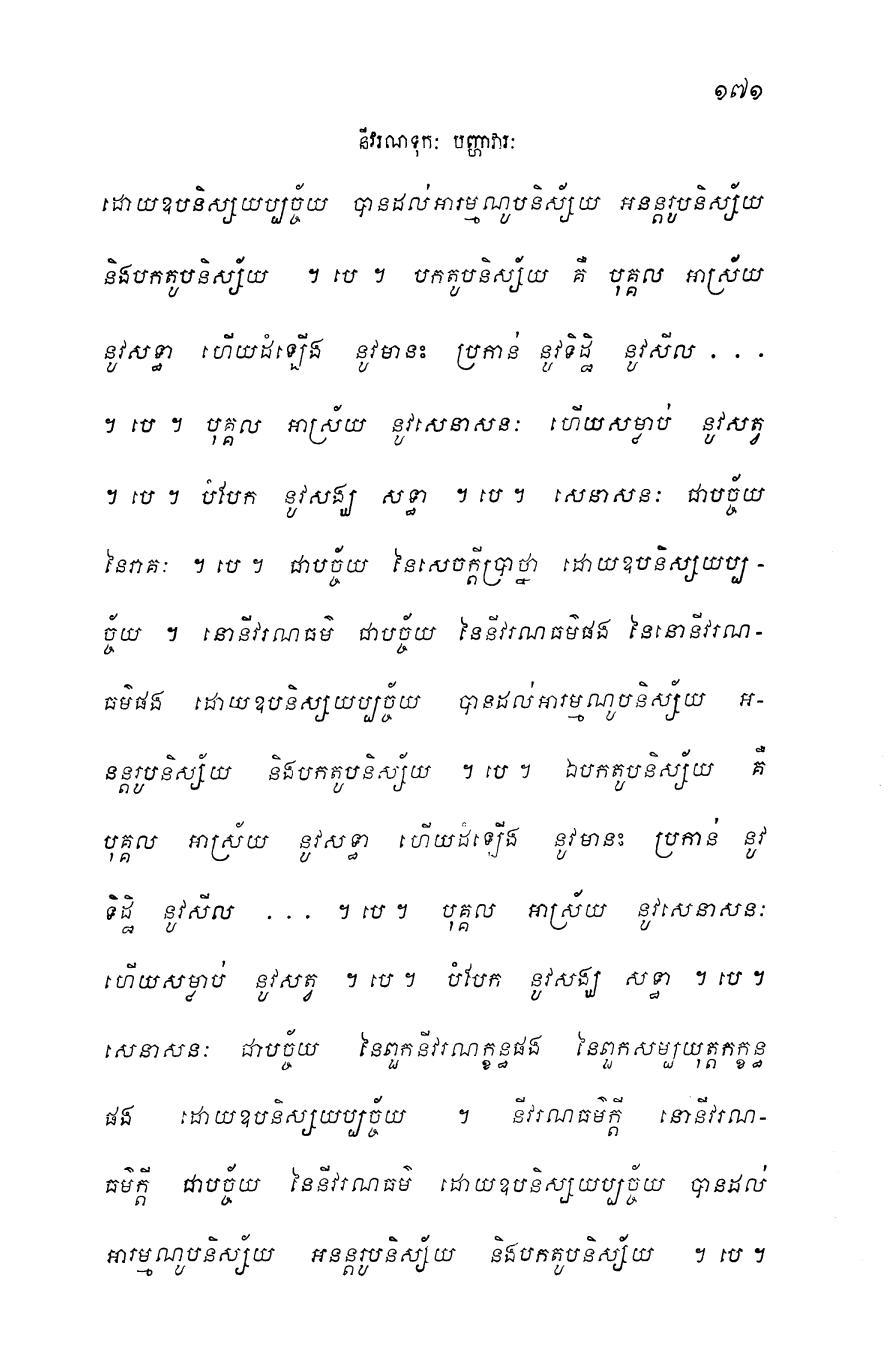 ១៧១
នីវរណទុកៈ បញ្ហាវារៈ
ដោយឧបនិស្សយប្បច្ច័យ បានដល់អារម្មណូបនិស្ស័យ អនន្តរូបនិស្ស័យ
និងបកតូបនិស្ស័យ ។ បេ ។ បកតូបនិស្ស័យ គឺ បុគ្គល អាស្រ័យ
នូវសទ្ធា ហើយដំឡើង នូវមានះ ប្រកាន់ នូវទិដ្ឋិ នូវសីល . . .
។ បេ ។ បុគ្គល អាស្រ័យ នូវសេនាសនៈ ហើយសម្លាប់ នូវសត្វ
។ បេ ។ បំបែក នូវសង្ឃ សទ្ធា ។ បេ ។ សេនាសនៈ ជាបច្ច័យ
នៃរាគៈ ។ បេ ។ ជាបច្ច័យ នៃសេចក្តីប្រាថ្នា ដោយឧបនិស្សយប្ប-
ច្ច័យ ។ នោនីវរណធម៌ ជាបច្ច័យ នៃនីវរណធម៌ផង នៃនោនីវរណ-
ធម៌ផង ដោយឧបនិស្សយប្បច្ច័យ បានដល់អារម្មណូបនិស្ស័យ អ-
នន្តរូបនិស្ស័យ និងបកតូបនិស្ស័យ ។ បេ ។ ឯបកតូបនិស្ស័យ គឺ
បុគ្គល អាស្រ័យ នូវសទ្ធា ហើយដំឡើង នូវមានះ ប្រកាន់ នូវ
ទិដ្ឋិ នូវសីល . . . ។ បេ ។ បុគ្គល អាស្រ័យ នូវសេនាសនៈ
ហើយសម្លាប់ នូវសត្វ ។ បេ ។ បំបែក នូវសង្ឃ សទ្ធា ។ បេ ។
សេនាសនៈ ជាបច្ច័យ នៃពួកនីវរណក្ខន្ធផង នៃពួកសម្បយុត្តកក្ខន្ធ
ផង ដោយឧបនិស្សយប្បច្ច័យ ។ នីវរណធម៌ក្តី នោនីវរណ-
ធម៌ក្តី ជាបច្ច័យ នៃនីវរណធម៌ ដោយឧបនិស្សយប្បច្ច័យ បានដល់
អារម្មណូបនិស្ស័យ អនន្តរូបនិស្ស័យ និងបកតូបនិស្ស័យ ។ បេ ។